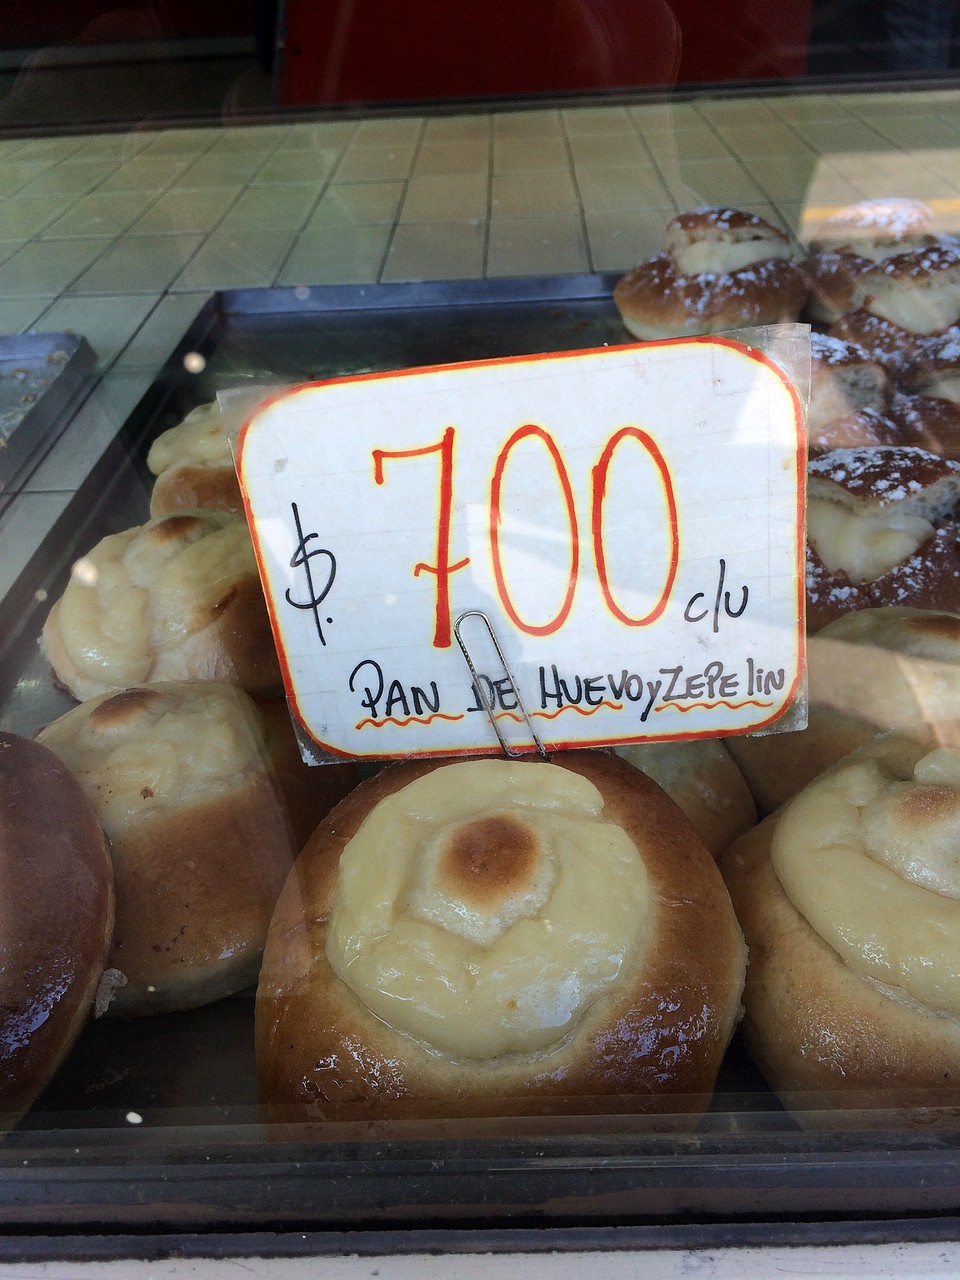 $. 700 c/u
PAN DE HUEVO y ZEPELIN